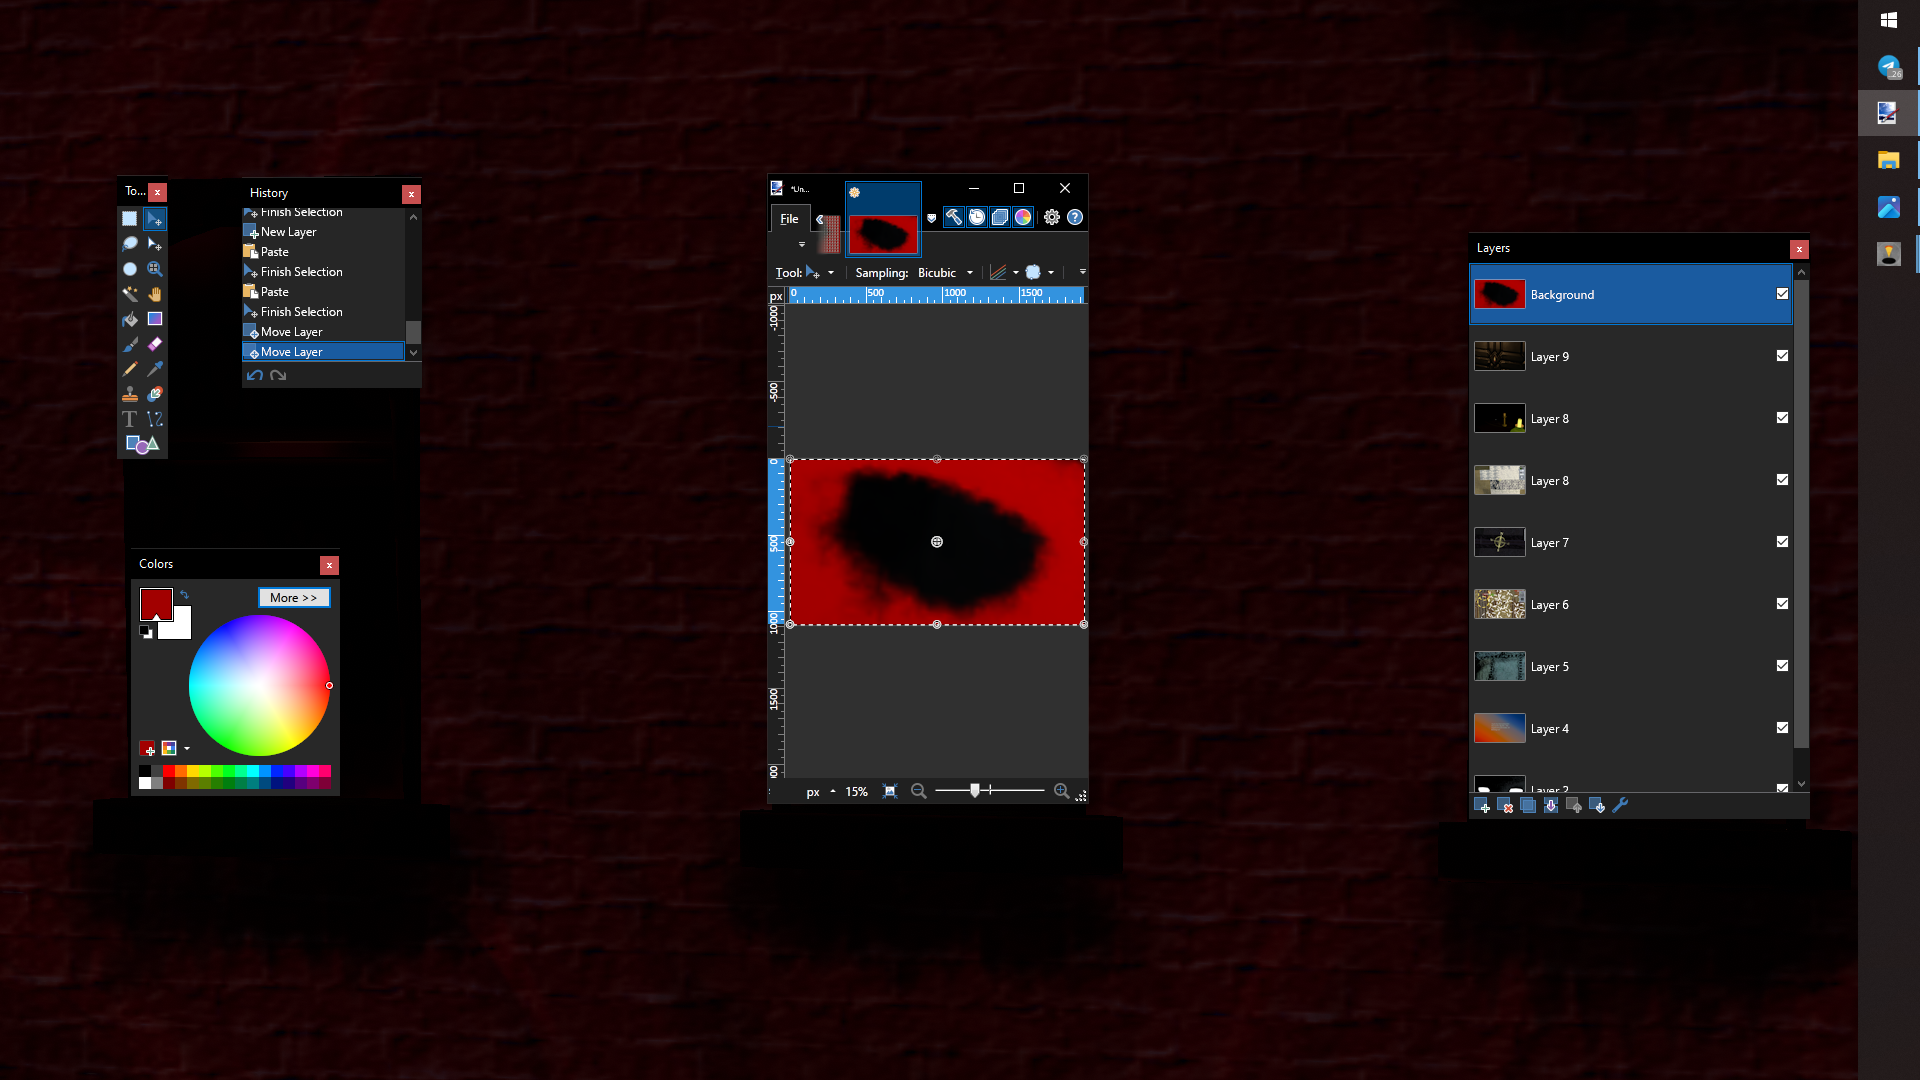 To...
History
Finish Selection
New Layer
Paste
Finish Selection
Paste
Finish Selection
Move Layer
Move Layer
Colors
More >>
*Un...
File
Tool:
Sampling: Bicubic
px
0 500 1000 1500
-1000
-500
0
500
1000
1500
px 15%
Layers
Background
Layer 9
Layer 8
Layer 8
Layer 7
Layer 6
Layer 5
Layer 4
Layer 2
.26